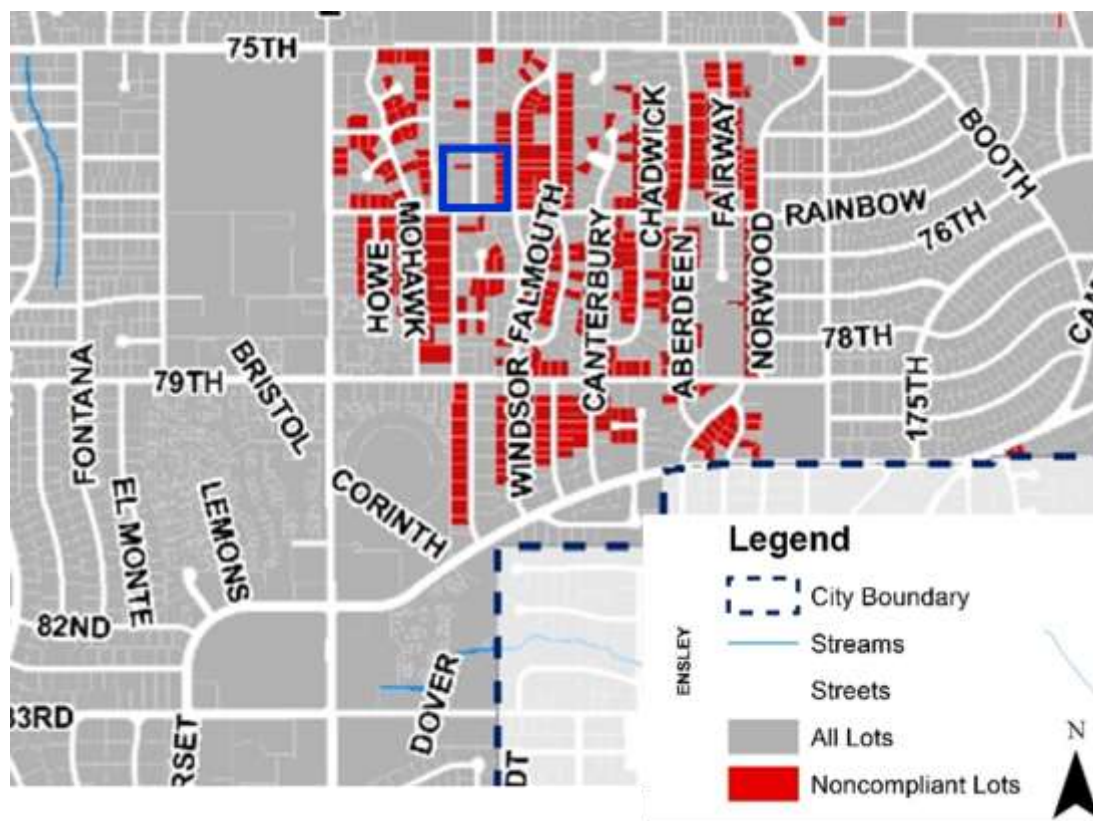 75TH
BOOTH
CHADWICK
FAIRWAY
RAINBOW
76TH
MOHAWK
HOWE
FALMOUTH
CANTERBURY
ABERDEEN
NORWOOD
78TH
BRISTOL
WINDSOR
79TH
FONTANA
175TH
EL MONTE
LEMONS
CORINTH
82ND
DOVER
83RD
Legend
City Boundary
Streams
Streets
All Lots
Noncompliant Lots
ENSLEY
N